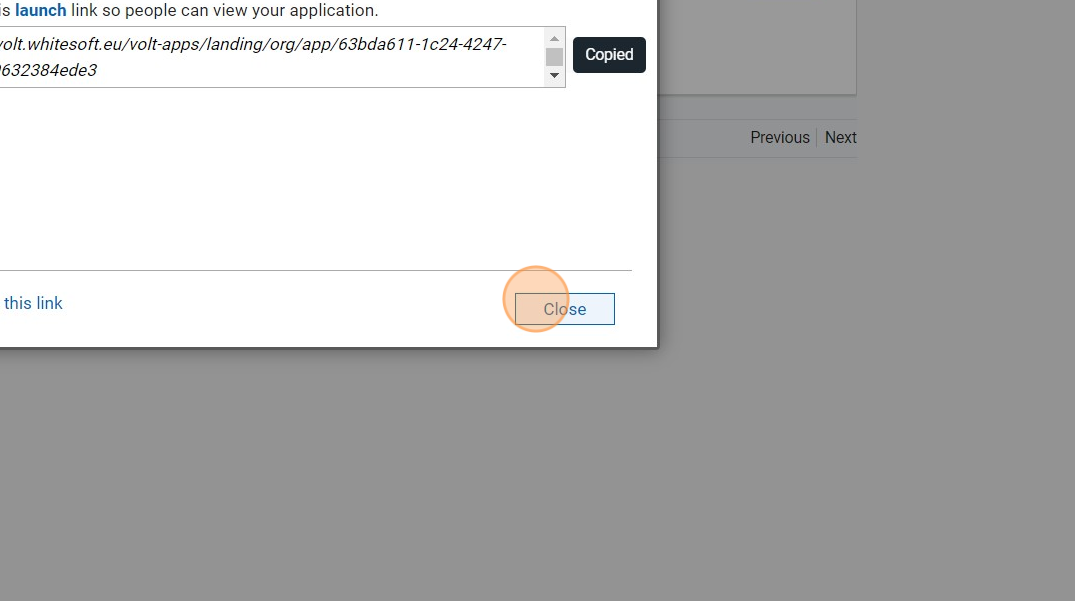 is launch link so people can view your application.
volt.whitesoft.eu/volt-apps/landing/org/app/63bda611-1c24-4247-
632384ede3
Copied
Previous
Next
this link
Close